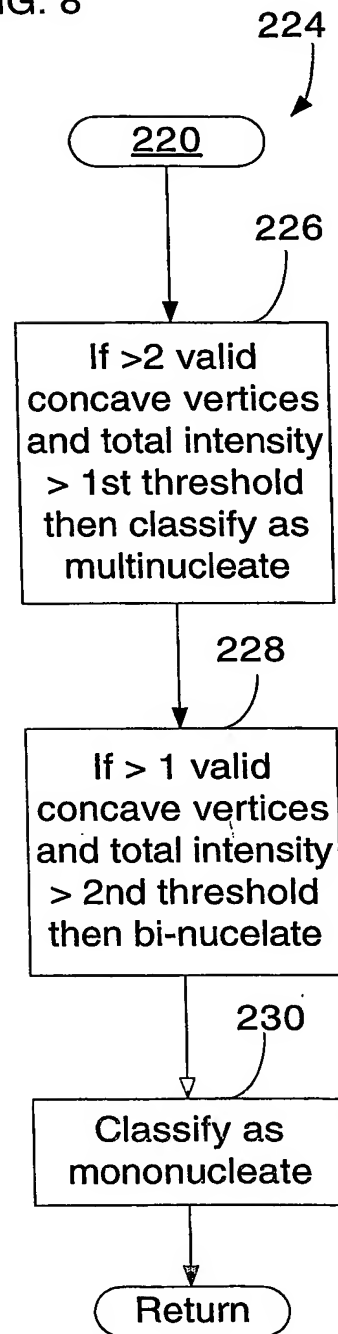 FIG. 8
224
220
226
If >2 valid
concave vertices
and total intensity
> 1st threshold
then classify as
multinucleate
228
If > 1 valid
concave vertices
and total intensity
> 2nd threshold
then bi-nucelate
230
Classify as
mononucleate
Return